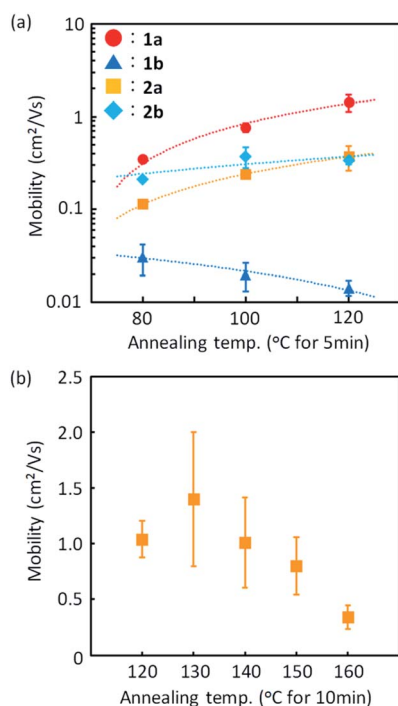 (a)
: 1a
: 1b
: 2a
: 2b
10
1
0.1
0.01
Mobility (cm²/Vs)
80 100 120
Annealing temp. (°C for 5min)
(b)
2.5
2.0
1.5
1.0
0.5
0
Mobility (cm²/Vs)
120 130 140 150 160
Annealing temp. (°C for 10min)